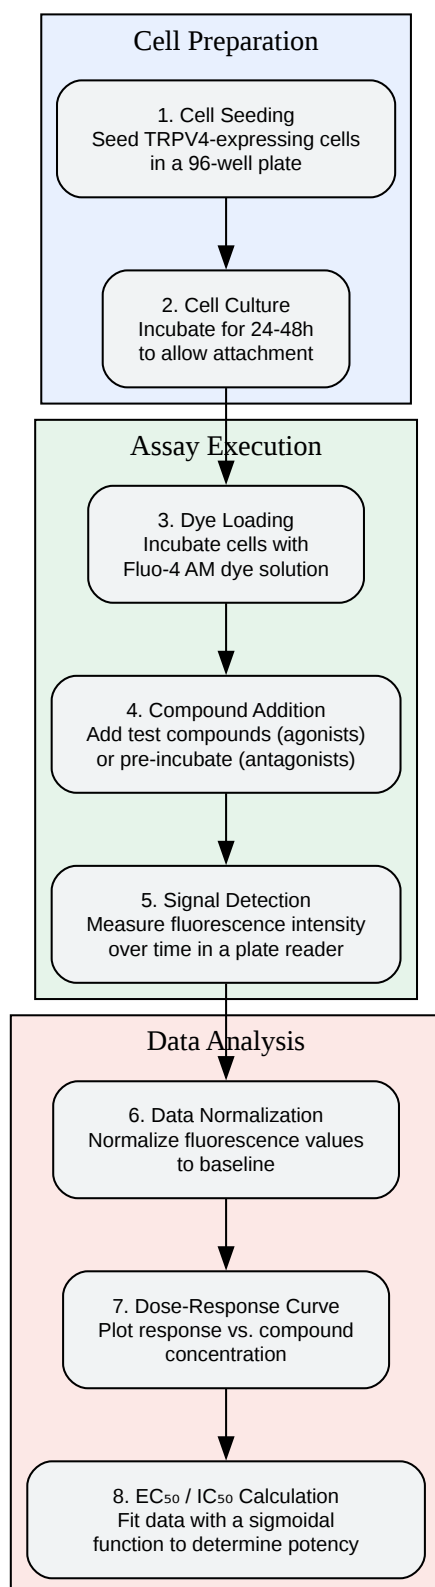 Cell Preparation
1. Cell Seeding
Seed TRPV4-expressing cells
in a 96-well plate
2. Cell Culture
Incubate for 24-48h
to allow attachment
Assay Execution
3. Dye Loading
Incubate cells with
Fluo-4 AM dye solution
4. Compound Addition
Add test compounds (agonists)
or pre-incubate (antagonists)
5. Signal Detection
Measure fluorescence intensity
over time in a plate reader
Data Analysis
6. Data Normalization
Normalize fluorescence values
to baseline
7. Dose-Response Curve
Plot response vs. compound
concentration
8. EC₅₀ / IC₅₀ Calculation
Fit data with a sigmoidal
function to determine potency